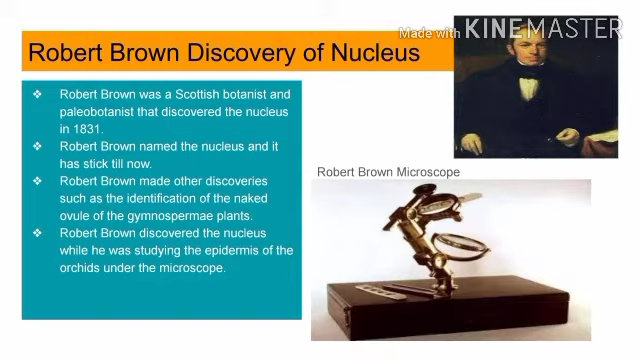 Made with KINEMASTER
Robert Brown Discovery of Nucleus
❖ Robert Brown was a Scottish botanist and
paleobotanist that discovered the nucleus
in 1831.
❖ Robert Brown named the nucleus and it
has stick till now.
❖ Robert Brown made other discoveries
such as the identification of the naked
ovule of the gymnospermae plants.
❖ Robert Brown discovered the nucleus
while he was studying the epidermis of the
orchids under the microscope.
Robert Brown Microscope